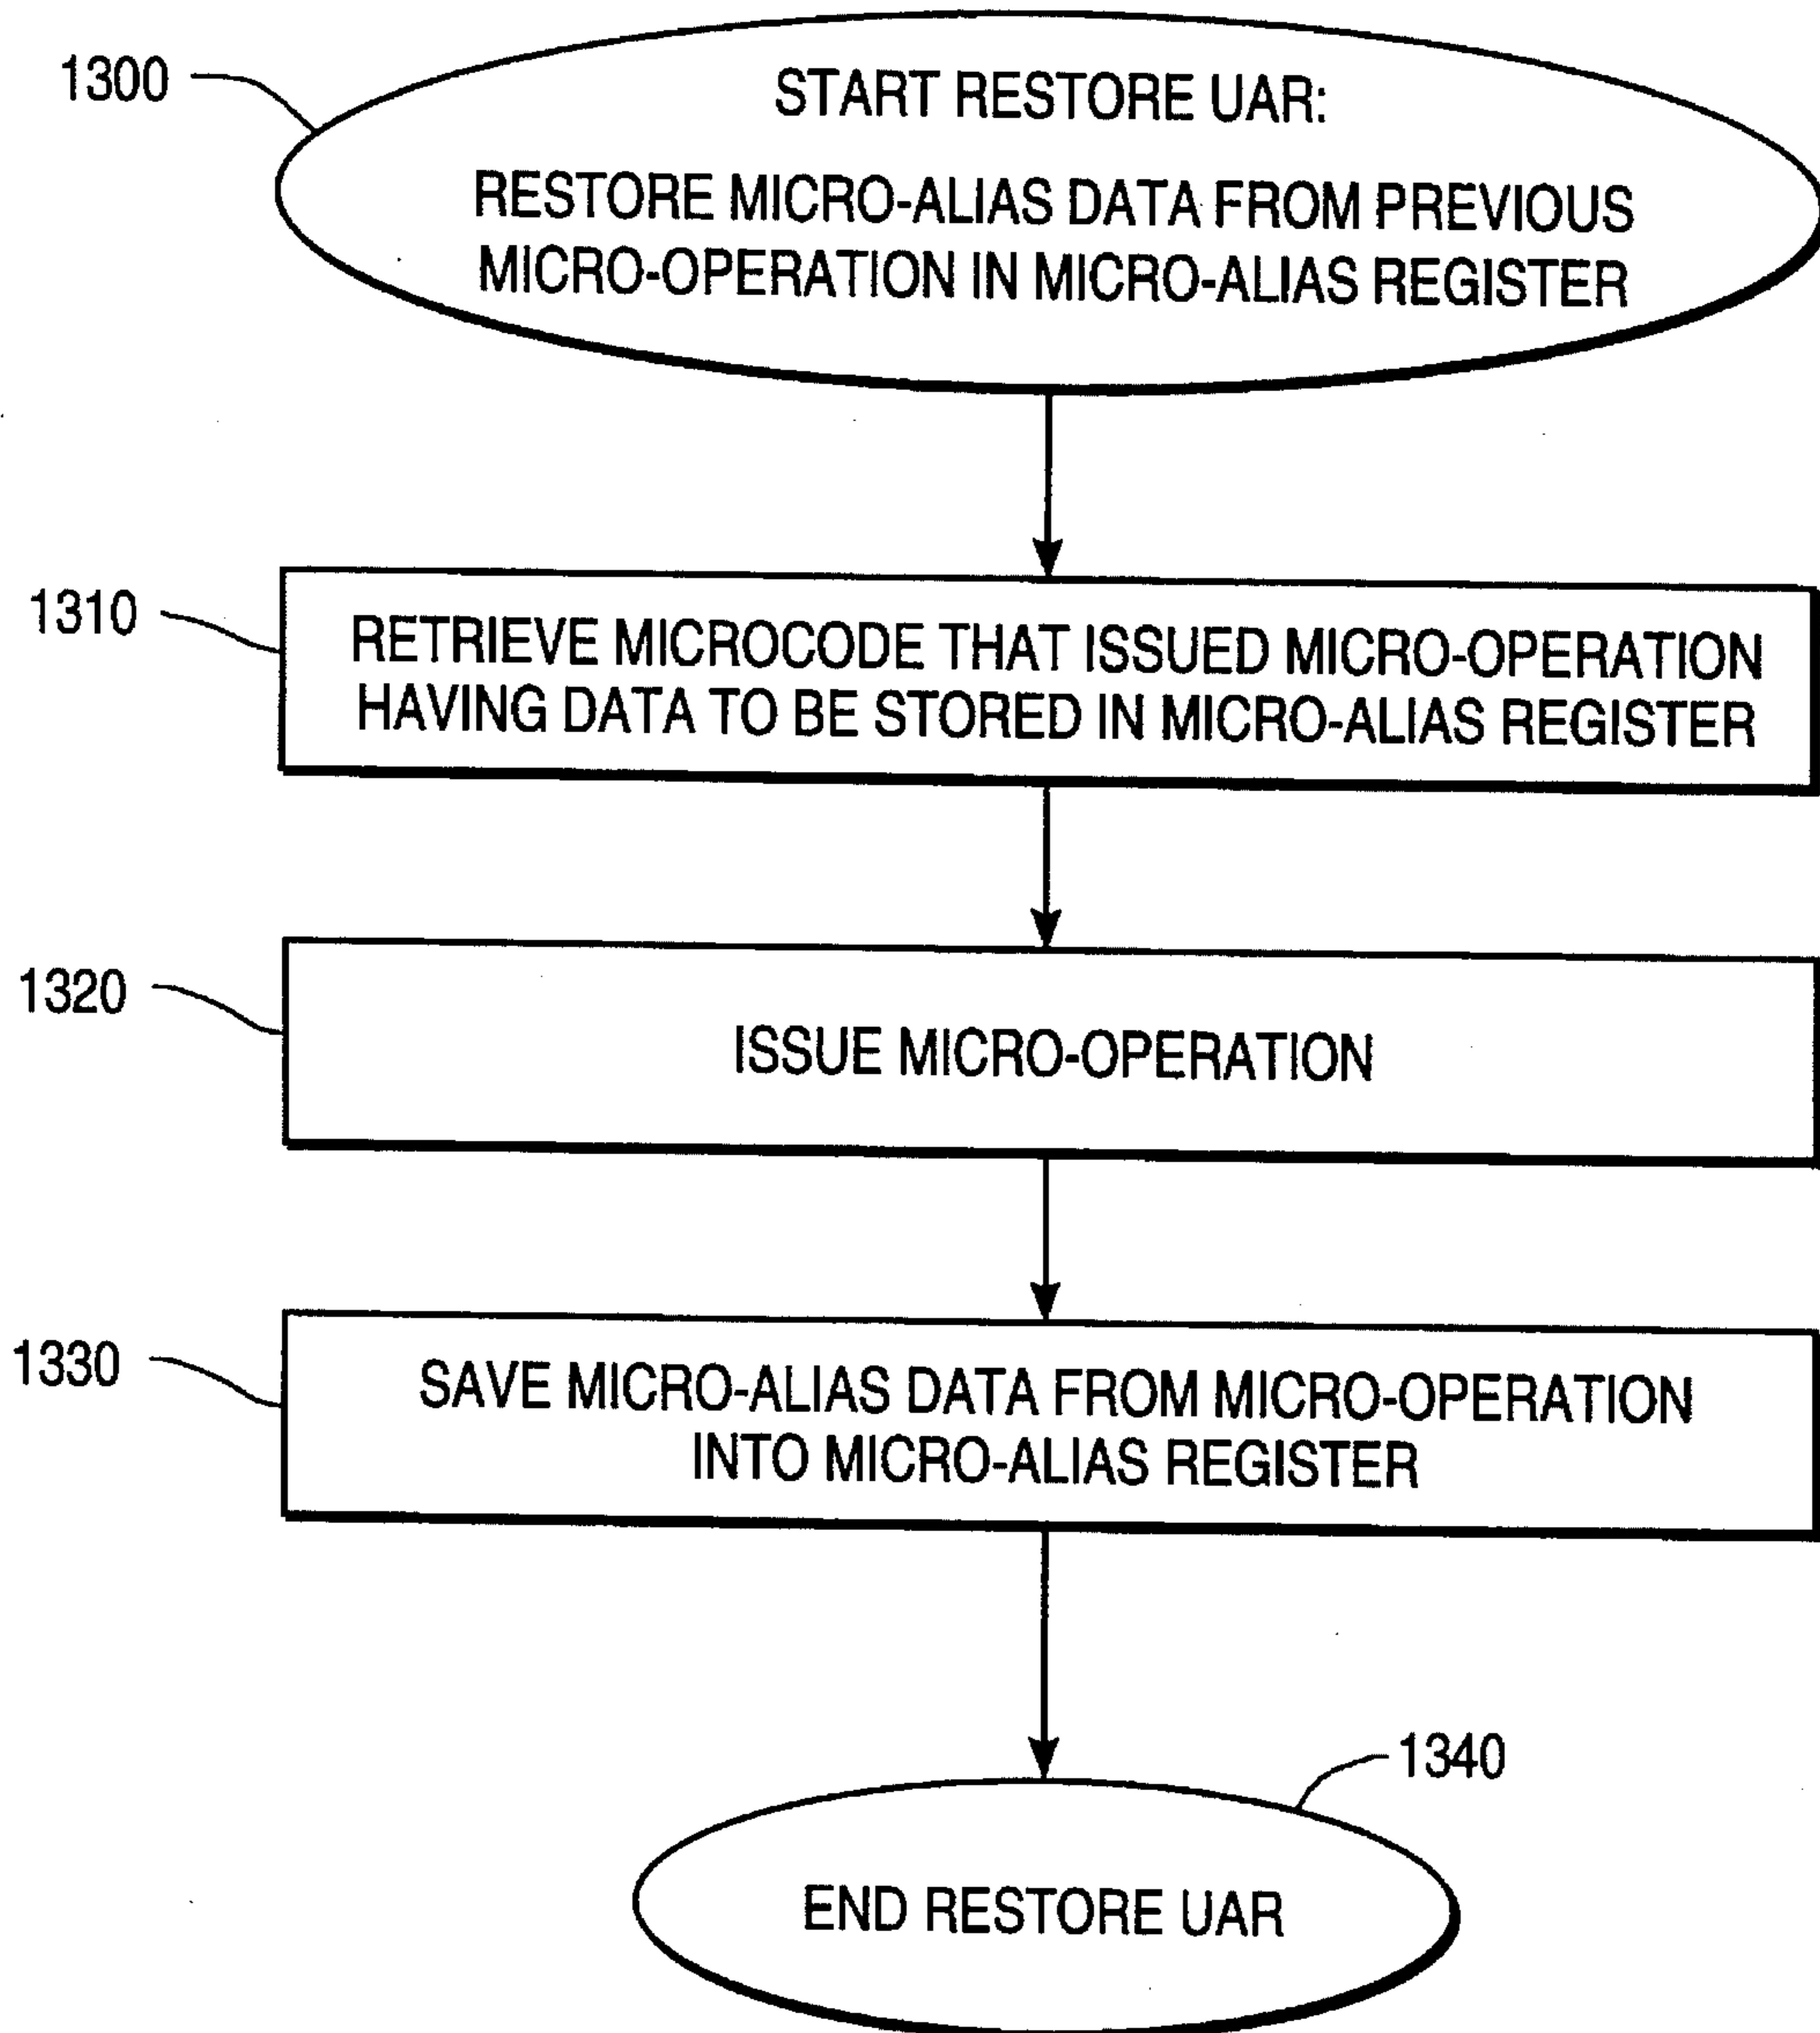 1300
START RESTORE UAR:
RESTORE MICRO-ALIAS DATA FROM PREVIOUS
MICRO-OPERATION IN MICRO-ALIAS REGISTER
1310
RETRIEVE MICROCODE THAT ISSUED MICRO-OPERATION
HAVING DATA TO BE STORED IN MICRO-ALIAS REGISTER
1320
ISSUE MICRO-OPERATION
1330
SAVE MICRO-ALIAS DATA FROM MICRO-OPERATION
INTO MICRO-ALIAS REGISTER
1340
END RESTORE UAR